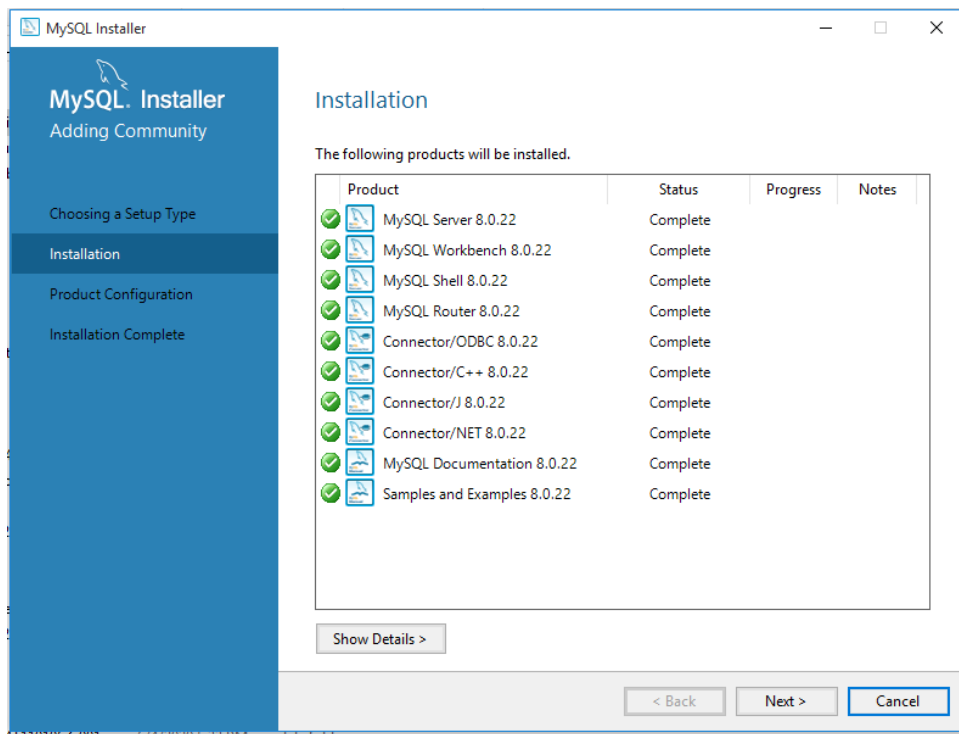 MySQL Installer
MySQL. Installer
Adding Community
Choosing a Setup Type
Installation
Product Configuration
Installation Complete
Installation
The following products will be installed.
Product Status Progress Notes
MySQL Server 8.0.22 Complete
MySQL Workbench 8.0.22 Complete
MySQL Shell 8.0.22 Complete
MySQL Router 8.0.22 Complete
Connector/ODBC 8.0.22 Complete
Connector/C++ 8.0.22 Complete
Connector/J 8.0.22 Complete
Connector/NET 8.0.22 Complete
MySQL Documentation 8.0.22 Complete
Samples and Examples 8.0.22 Complete
Show Details >
< Back Next > Cancel